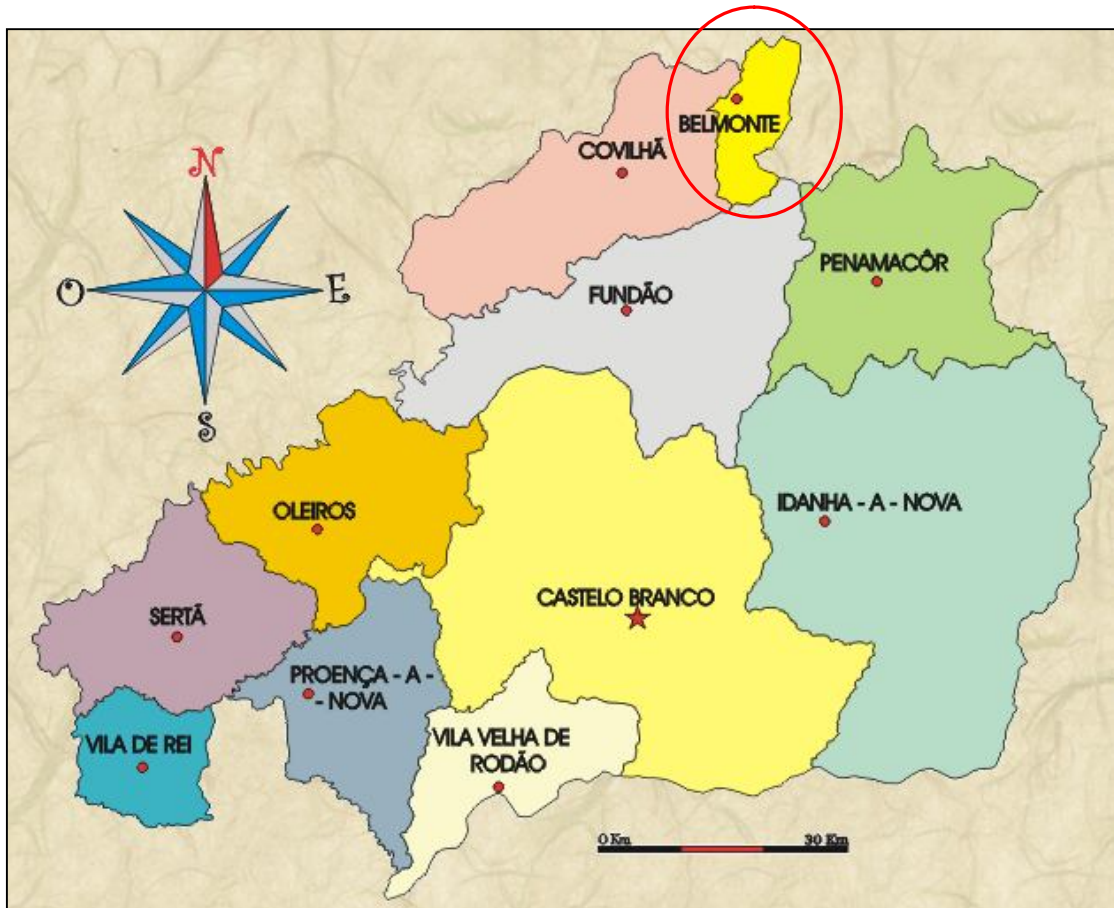 BELMONTE
COVILHÃ
N
PENAMACÔR
O
E
FUNDÃO
S
OLEIROS
IDANHA - A - NOVA
CASTELO BRANCO
SERTÃ
PROENÇA - A -
- NOVA
VILA DE REI
VILA VELHA DE
RODÃO
0 Km
30 Km